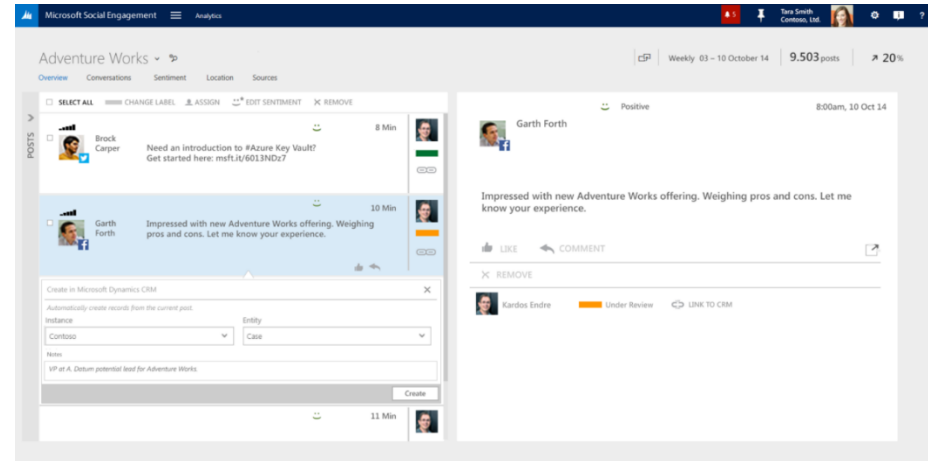 Microsoft Social Engagement
Analytics
5
Tara Smith
Contoso, Ltd.
?
Adventure Works
Weekly 03 – 10 October 14
9.503 posts
20%
Overview
Conversations
Sentiment
Location
Sources
POSTS
SELECT ALL
CHANGE LABEL
ASSIGN
EDIT SENTIMENT
REMOVE
Brock
Carper
8 Min
Need an introduction to #Azure Key Vault?
Get started here: msft.it/6013NDz7
Garth
Forth
10 Min
Impressed with new Adventure Works offering. Weighing
pros and cons. Let me know your experience.
Create in Microsoft Dynamics CRM
Automatically create records from the current post.
Instance
Entity
Contoso
Case
Notes
VP at A. Datum potential lead for Adventure Works.
Create
11 Min
Positive
8:00am, 10 Oct 14
Garth Forth
Impressed with new Adventure Works offering. Weighing pros and cons. Let me
know your experience.
LIKE
COMMENT
REMOVE
Kardos Endre
Under Review
LINK TO CRM